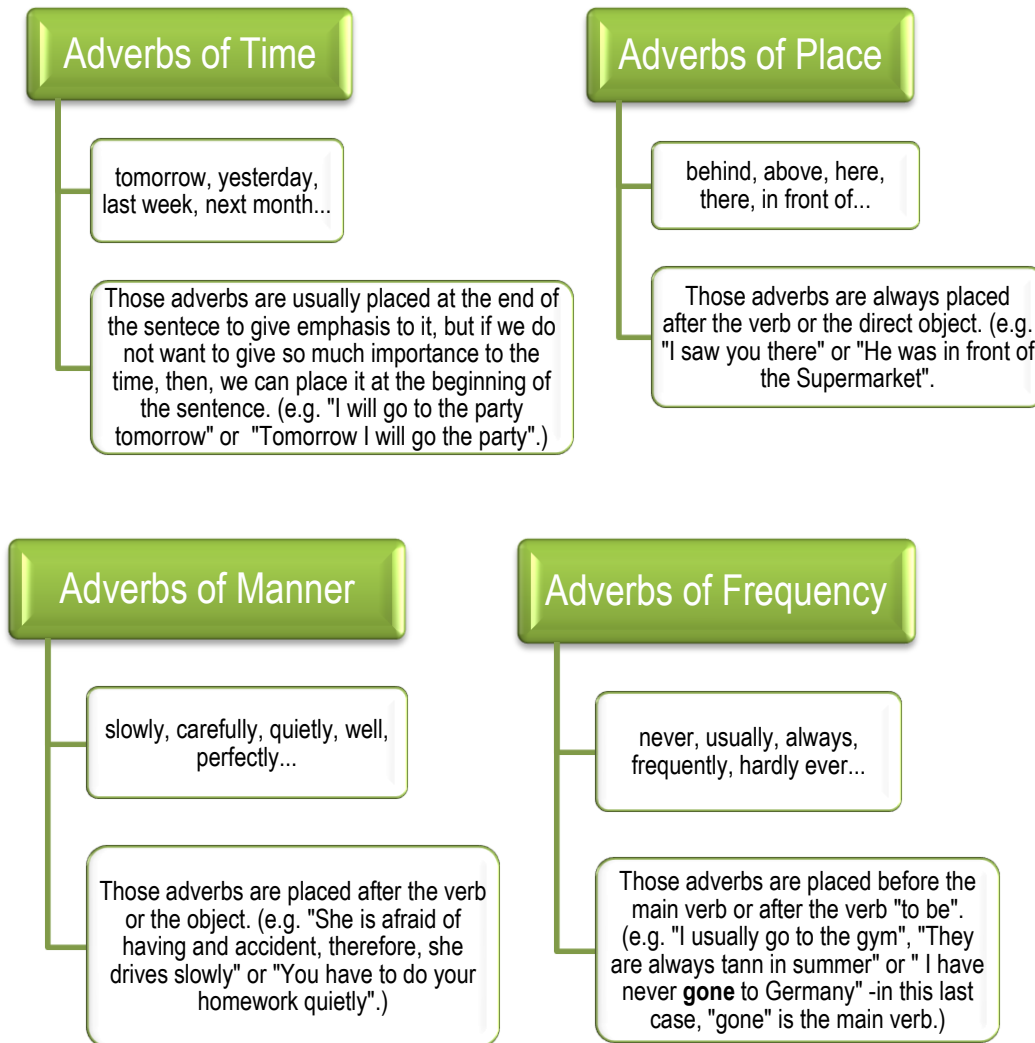 Adverbs of Time
tomorrow, yesterday,
last week, next month...
Those adverbs are usually placed at the end of
the sentece to give emphasis to it, but if we do
not want to give so much importance to the
time, then, we can place it at the beginning of
the sentence. (e.g. "I will go to the party
tomorrow" or "Tomorrow I will go the party".)
Adverbs of Place
behind, above, here,
there, in front of...
Those adverbs are always placed
after the verb or the direct object. (e.g.
"I saw you there" or "He was in front of
the Supermarket".
Adverbs of Manner
slowly, carefully, quietly, well,
perfectly...
Those adverbs are placed after the verb
or the object. (e.g. "She is afraid of
having and accident, therefore, she
drives slowly" or "You have to do your
homework quietly".)
Adverbs of Frequency
never, usually, always,
frequently, hardly ever...
Those adverbs are placed before the
main verb or after the verb "to be".
(e.g. "I usually go to the gym", "They
are always tann in summer" or " I have
never gone to Germany" -in this last
case, "gone" is the main verb.)